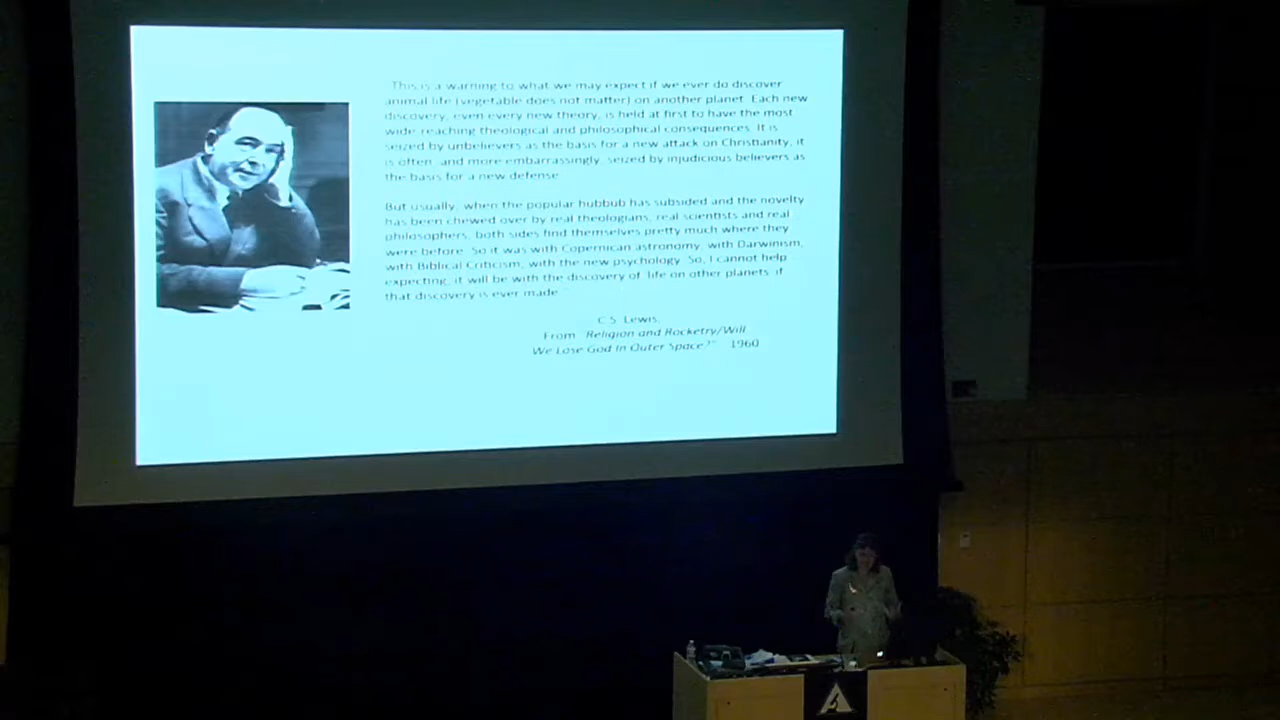 This is a warning to what we may expect if we ever do discover
animal life (vegetable does not matter) on another planet. Each new
discovery, even every new theory, is held at first to have the most
wide-reaching theological and philosophical consequences. It is
seized by unbelievers as the basis for a new attack on Christianity, it
is often, and more embarrassingly, seized by injudicious believers as
the basis for a new defense.
But usually, when the popular hubbub has subsided and the novelty
has been chewed over by real theologians, real scientists and real
philosophers, both sides find themselves pretty much where they
were before. So it was with Copernican astronomy, with Darwinism,
with Biblical Criticism, with the new psychology. So, I cannot help
expecting, it will be with the discovery of life on other planets if
that discovery is ever made
C.S. Lewis,
From Religion and Rocketry/Will
We Lose God In Outer Space?" 1960